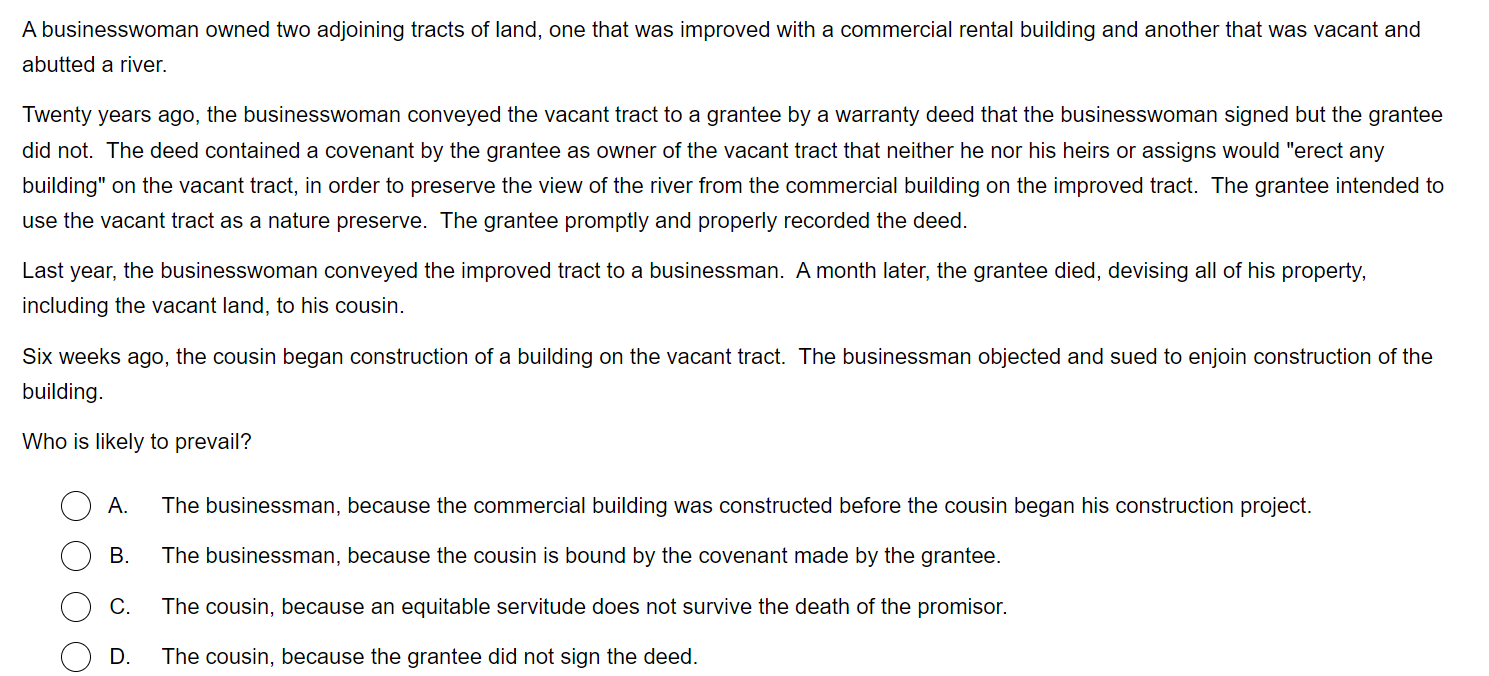 A businesswoman owned two adjoining tracts of land, one that was improved with a commercial rental building and another that was vacant and
abutted a river.
Twenty years ago, the businesswoman conveyed the vacant tract to a grantee by a warranty deed that the businesswoman signed but the grantee
did not. The deed contained a covenant by the grantee as owner of the vacant tract that neither he nor his heirs or assigns would "erect any
building" on the vacant tract, in order to preserve the view of the river from the commercial building on the improved tract. The grantee intended to
use the vacant tract as a nature preserve. The grantee promptly and properly recorded the deed.
Last year, the businesswoman conveyed the improved tract to a businessman. A month later, the grantee died, devising all of his property,
including the vacant land, to his cousin.
Six weeks ago, the cousin began construction of a building on the vacant tract. The businessman objected and sued to enjoin construction of the
building.
Who is likely to prevail?
A. The businessman, because the commercial building was constructed before the cousin began his construction project.
B. The businessman, because the cousin is bound by the covenant made by the grantee.
C. The cousin, because an equitable servitude does not survive the death of the promisor.
D. The cousin, because the grantee did not sign the deed.